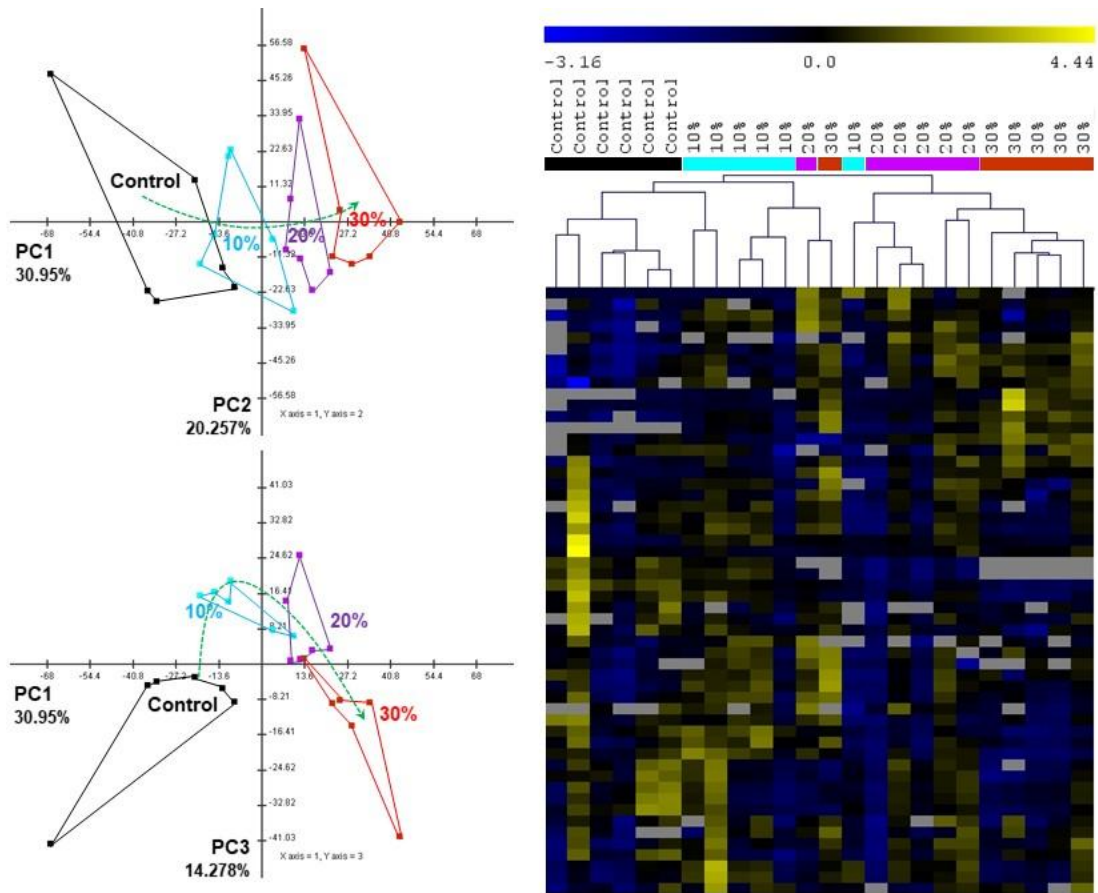 56.58
45.26
33.95
22.63
11.32
Control
30%
-68 -54.4 -40.8 -27.2 -13.6 13.6 27.2 40.8 54.4 68
10% 20%
PC1
30.95%
-11.32
-22.63
-33.95
-45.26
-56.58
PC2
20.257%
X axis = 1, Y axis = 2
41.03
32.82
24.62
16.41
10%
8.21
20%
-68 -54.4 -40.8 -27.2 -13.6 13.6 27.2 40.8 54.4 68
PC1
30.95%
Control
-8.21
30%
-16.41
-24.62
-32.82
-41.03
PC3
14.278%
X axis = 1, Y axis = 3
-3.16 0.0 4.44
Control Control Control Control Control Control 10% 10% 10% 10% 10% 20% 30% 10% 20% 20% 20% 20% 20% 30% 30% 30% 30% 30%